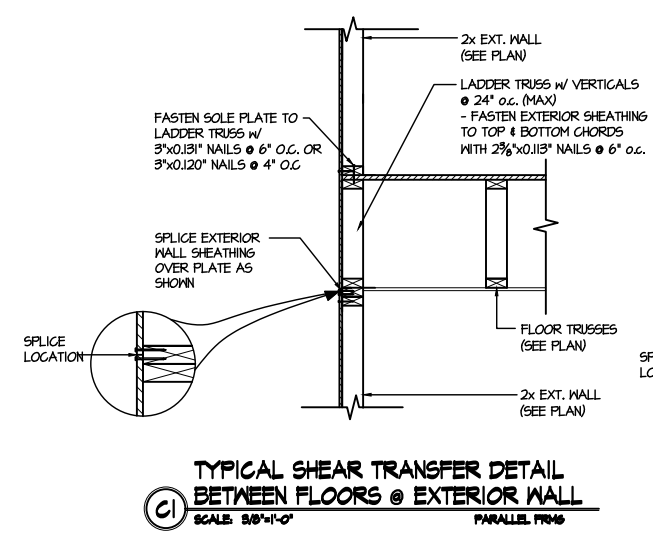 2x EXT. WALL
(SEE PLAN)
LADDER TRUSS W/ VERTICALS
@ 24" O.C. (MAX)
- FASTEN EXTERIOR SHEATHING
TO TOP & BOTTOM CHORDS
WITH 2⅜"x0.113" NAILS @ 6" o.c.
FASTEN SOLE PLATE TO
LADDER TRUSS W/
3"x0.131" NAILS @ 6" O.C. OR
3"x0.120" NAILS @ 4" O.C
SPLICE EXTERIOR
WALL SHEATHING
OVER PLATE AS
SHOWN
SPLICE
LOCATION
FLOOR TRUSSES
(SEE PLAN)
2x EXT. WALL
(SEE PLAN)
TYPICAL SHEAR TRANSFER DETAIL
BETWEEN FLOORS @ EXTERIOR WALL
C1
SCALE: 3/8"=1'-0" PARALLEL FRMG